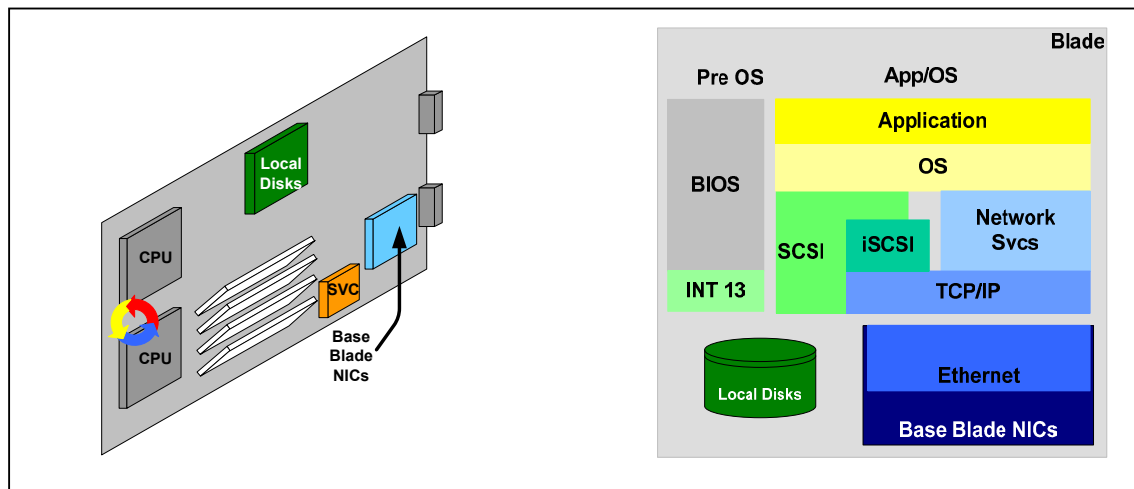 Local
Disks
CPU
SVC
CPU
Base
Blade
NICs
Blade
Pre OS
App/OS
Application
OS
BIOS
Network
Svcs
SCSI
iSCSI
INT 13
TCP/IP
Ethernet
Local Disks
Base Blade NICs